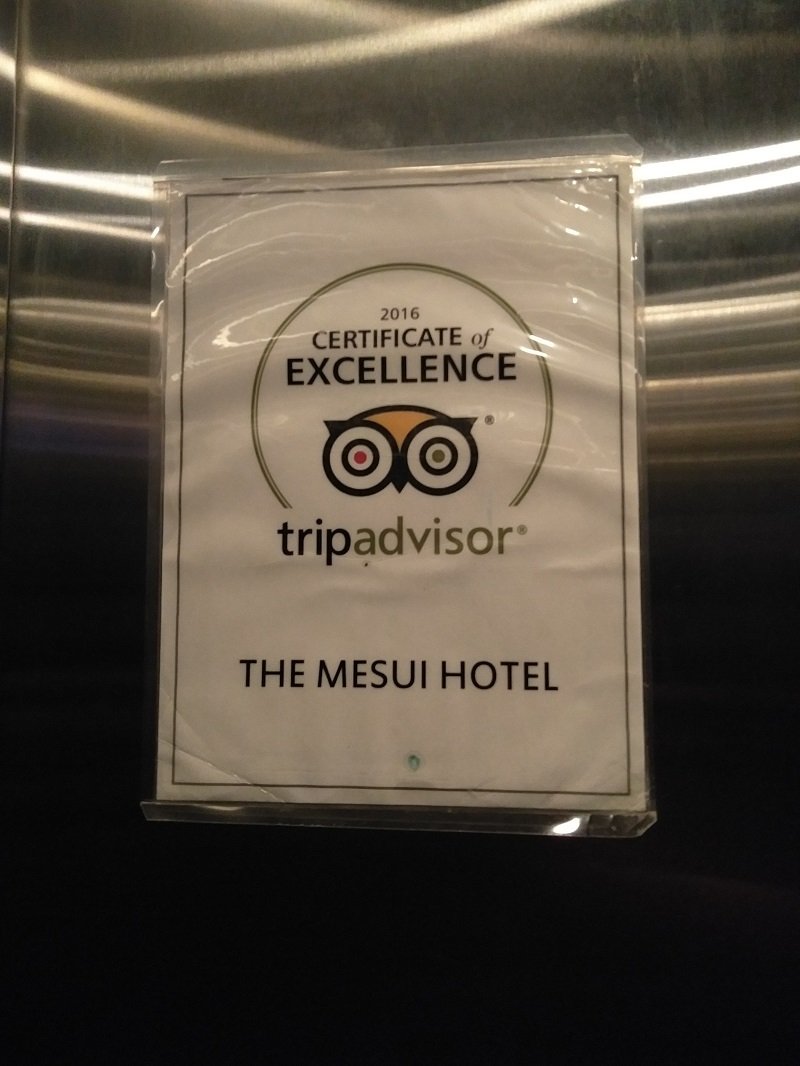 2016
CERTIFICATE of
EXCELLENCE
®
tripadvisor®
THE MESUI HOTEL